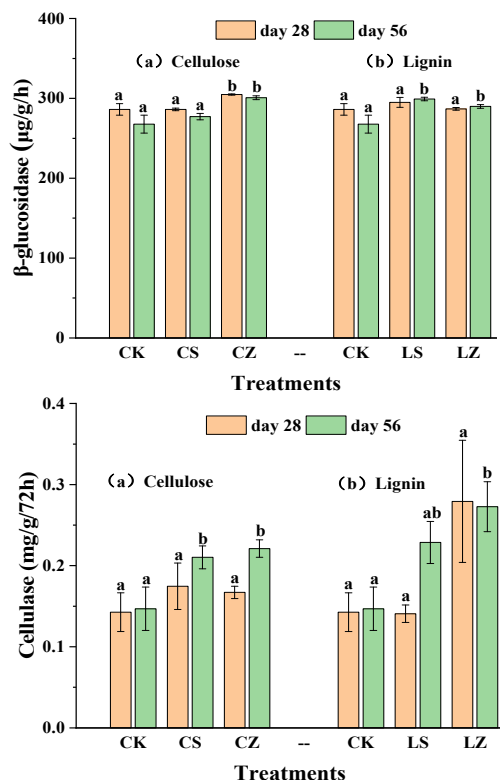 day 28 day 56
(a) Cellulose (b) Lignin
400
300
200
100
0
β-glucosidase (μg/g/h)
a a a a b b a a a b a b
CK CS CZ -- CK LS LZ
Treatments
day 28 day 56
(a) Cellulose (b) Lignin
0.4
0.3
0.2
0.1
0.0
Cellulase (mg/g/72h)
a a a b a b a a a ab a b
CK CS CZ -- CK LS LZ
Treatments